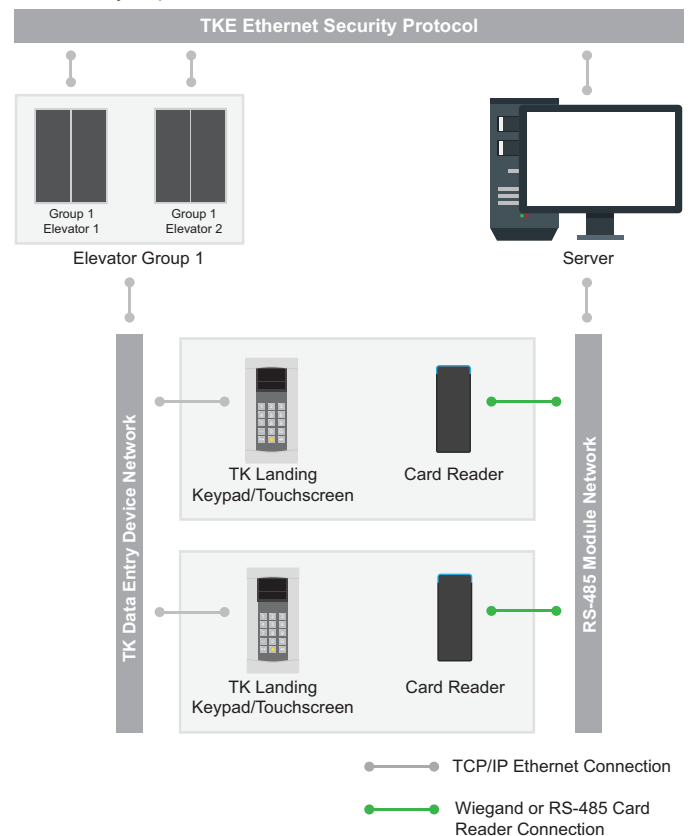 TKE Ethernet Security Protocol
Group 1
Elevator 1
Group 1
Elevator 2
Elevator Group 1
Server
TK Data Entry Device Network
TK Landing
Keypad/Touchscreen
Card Reader
RS-485 Module Network
TK Landing
Keypad/Touchscreen
Card Reader
TCP/IP Ethernet Connection
Wiegand or RS-485 Card
Reader Connection